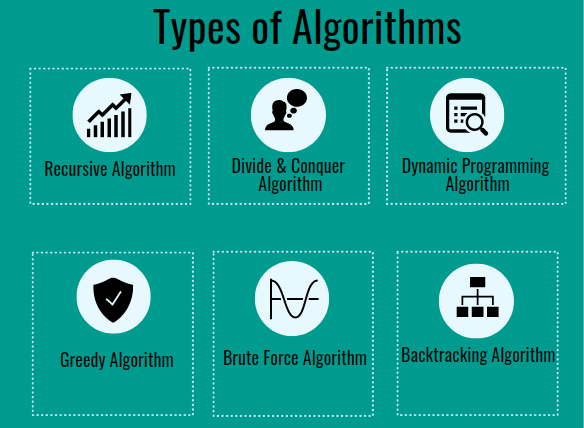 Types of Algorithms
Recursive Algorithm
Divide & Conquer
Algorithm
Dynamic Programming
Algorithm
Greedy Algorithm
Brute Force Algorithm
Backtracking Algorithm